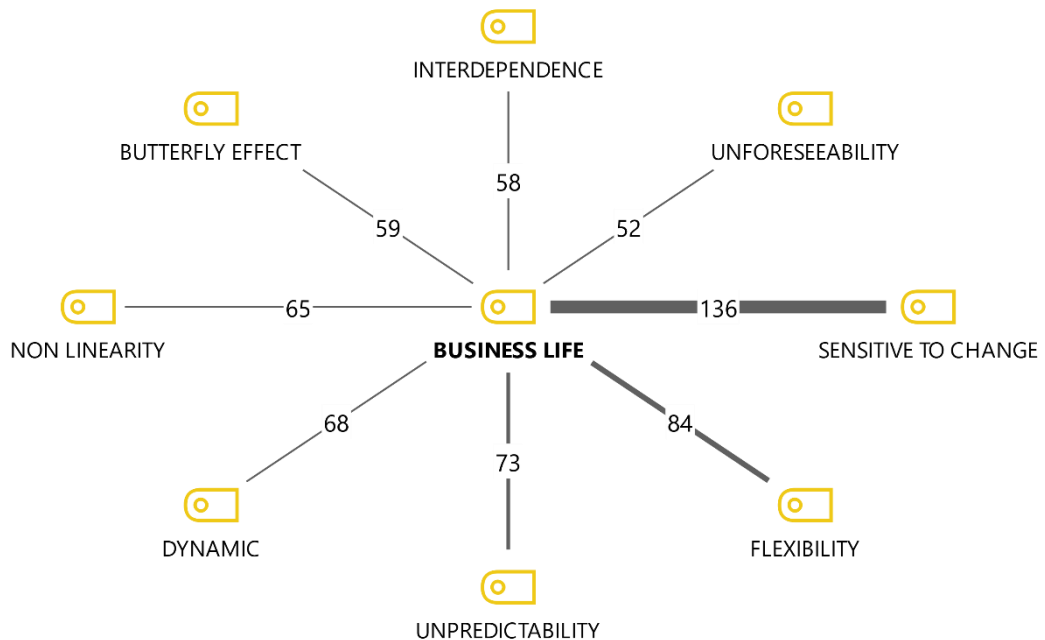 INTERDEPENDENCE
BUTTERFLY EFFECT
UNFORESEEABILITY
58
59
52
65
136
NON LINEARITY
BUSINESS LIFE
SENSITIVE TO CHANGE
68
84
73
DYNAMIC
FLEXIBILITY
UNPREDICTABILITY